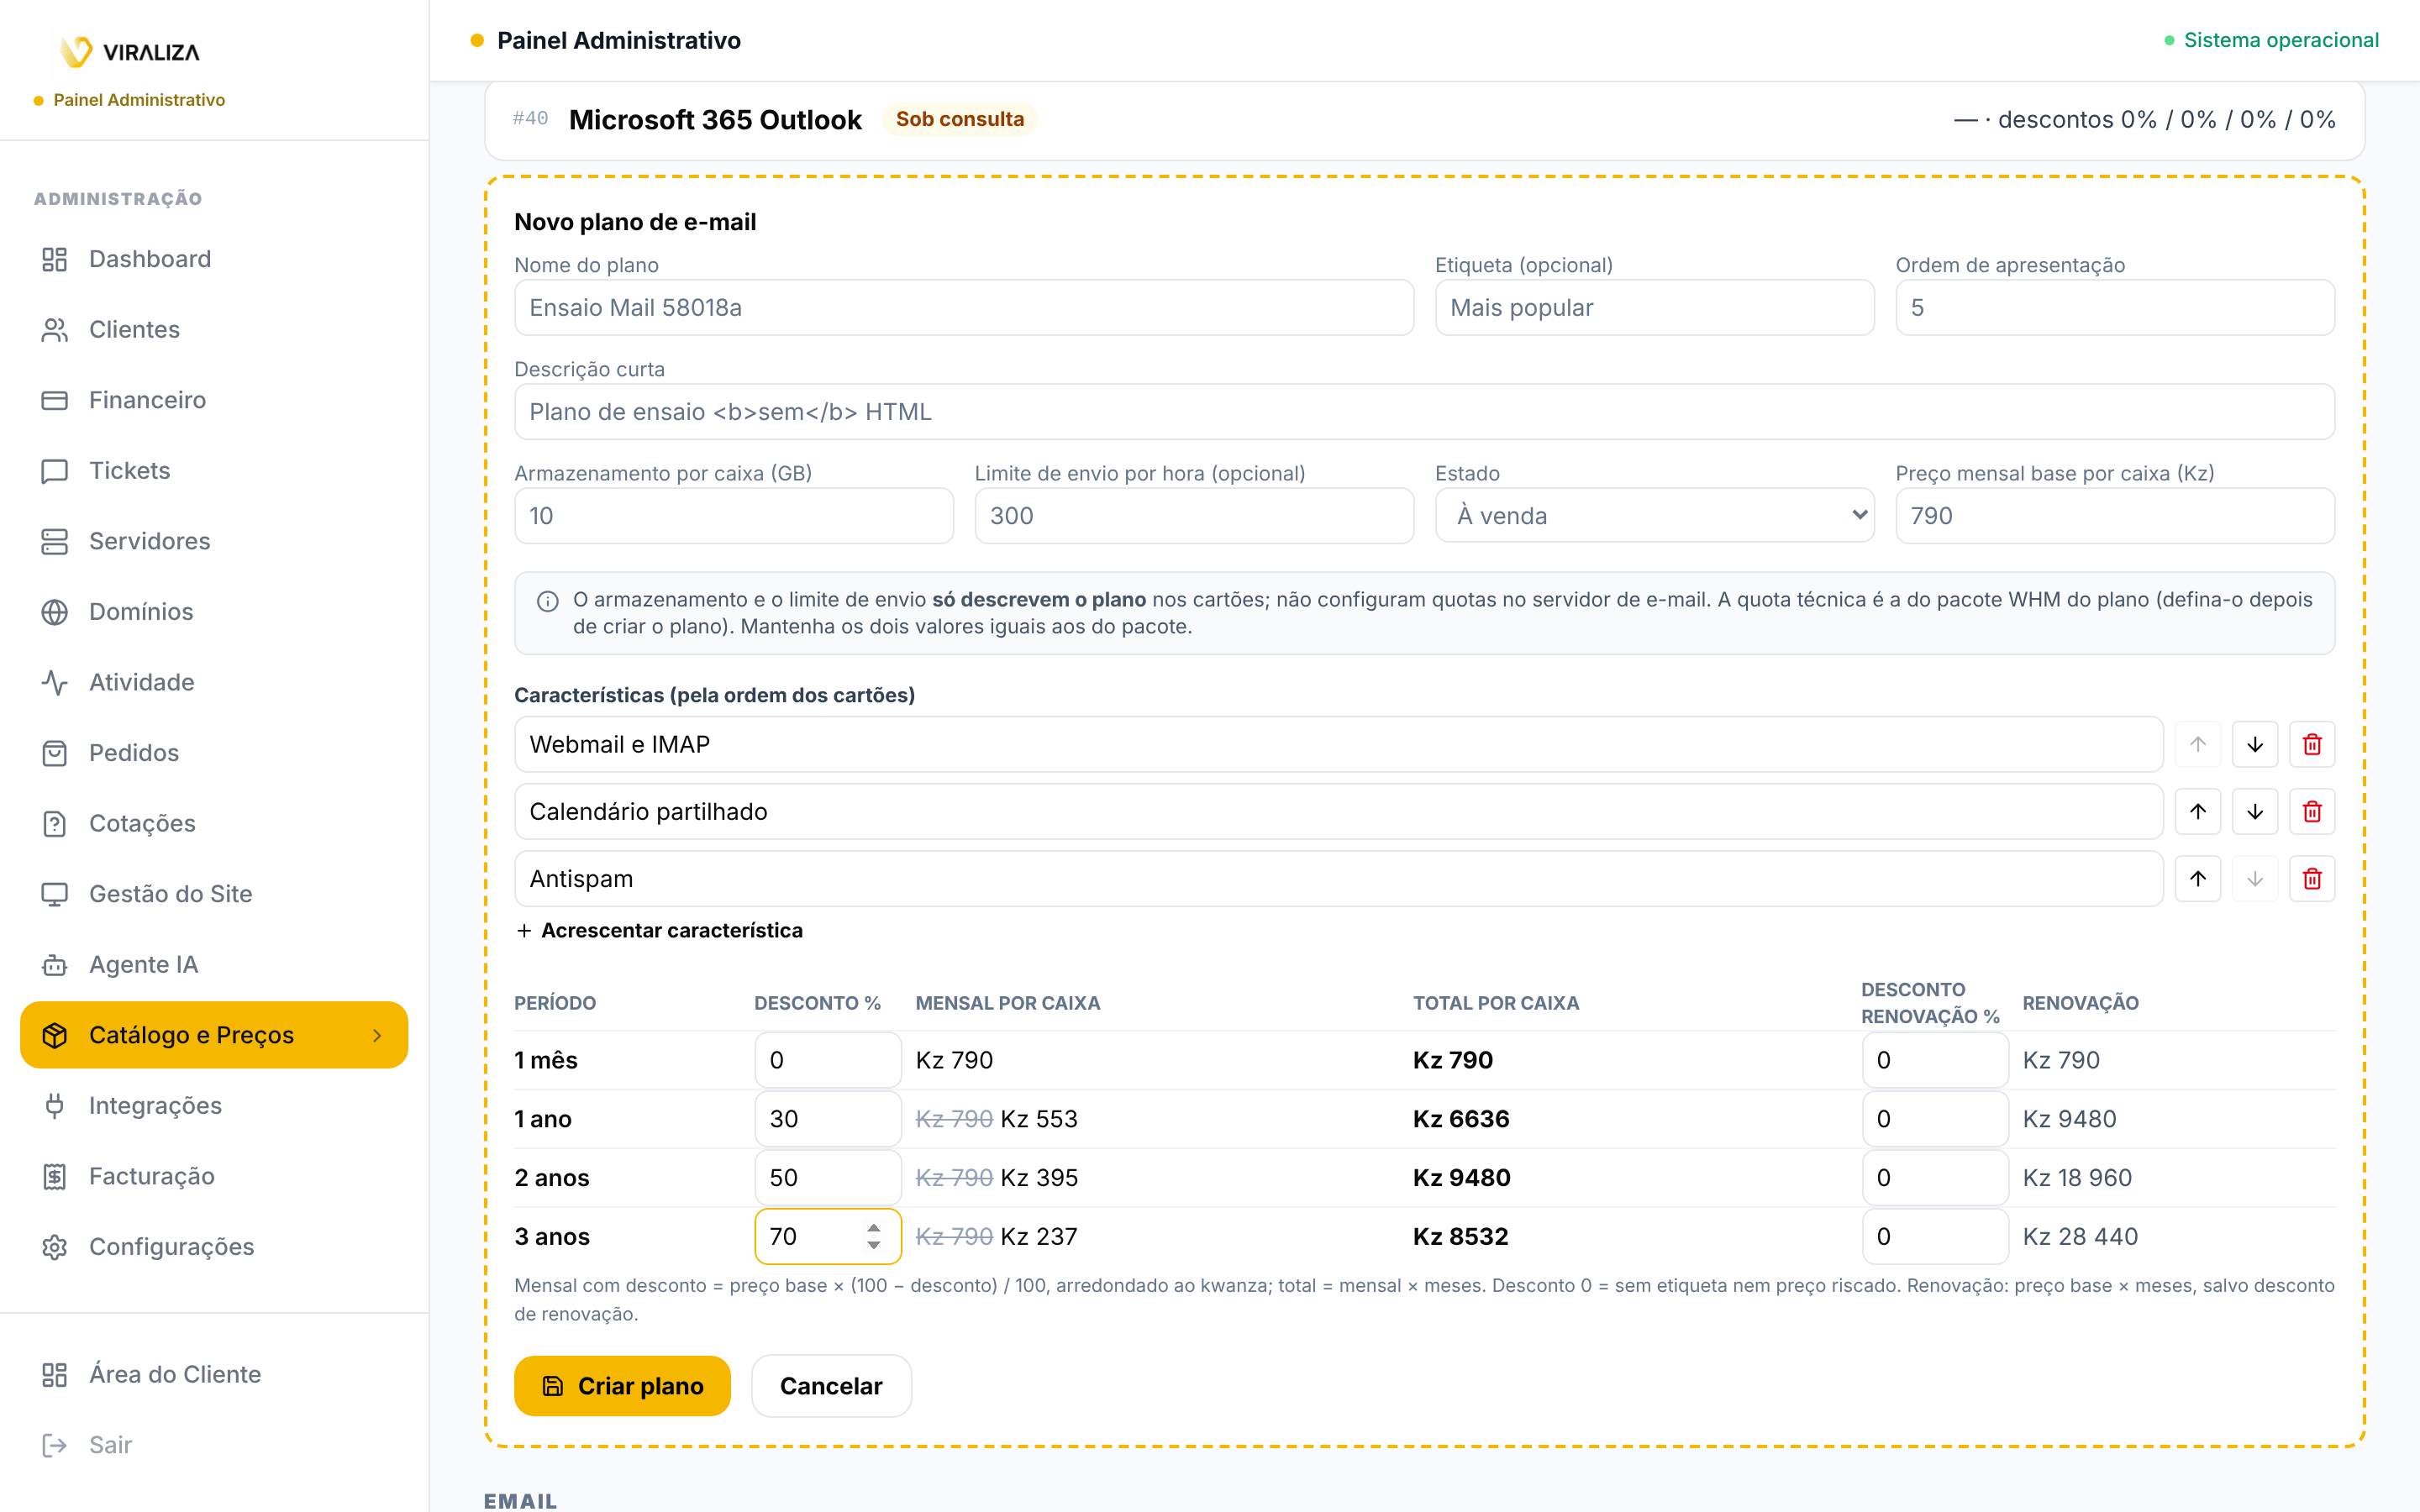 VIRALIZA
Painel Administrativo
ADMINISTRAÇÃO
Dashboard
Clientes
Financeiro
Tickets
Servidores
Domínios
Atividade
Pedidos
Cotações
Gestão do Site
Agente IA
Catálogo e Preços
Integrações
Facturação
Configurações
Área do Cliente
Sair
Painel Administrativo
Sistema operacional
#40 Microsoft 365 Outlook Sob consulta — · descontos 0% / 0% / 0% / 0%
Novo plano de e-mail
Nome do plano Etiqueta (opcional) Ordem de apresentação
Ensaio Mail 58018a Mais popular 5
Descrição curta
Plano de ensaio <b>sem</b> HTML
Armazenamento por caixa (GB) Limite de envio por hora (opcional) Estado Preço mensal base por caixa (Kz)
10 300 À venda 790
O armazenamento e o limite de envio só descrevem o plano nos cartões; não configuram quotas no servidor de e-mail. A quota técnica é a do pacote WHM do plano (defina-o depois
de criar o plano). Mantenha os dois valores iguais aos do pacote.
Características (pela ordem dos cartões)
Webmail e IMAP
Calendário partilhado
Antispam
+ Acrescentar característica
PERÍODO DESCONTO % MENSAL POR CAIXA TOTAL POR CAIXA DESCONTO RENOVAÇÃO % RENOVAÇÃO
1 mês 0 Kz 790 Kz 790 0 Kz 790
1 ano 30 Kz 790 Kz 553 Kz 6636 0 Kz 9480
2 anos 50 Kz 790 Kz 395 Kz 9480 0 Kz 18 960
3 anos 70 Kz 790 Kz 237 Kz 8532 0 Kz 28 440
Mensal com desconto = preço base × (100 − desconto) / 100, arredondado ao kwanza; total = mensal × meses. Desconto 0 = sem etiqueta nem preço riscado. Renovação: preço base × meses, salvo desconto
de renovação.
Criar plano Cancelar
EMAIL